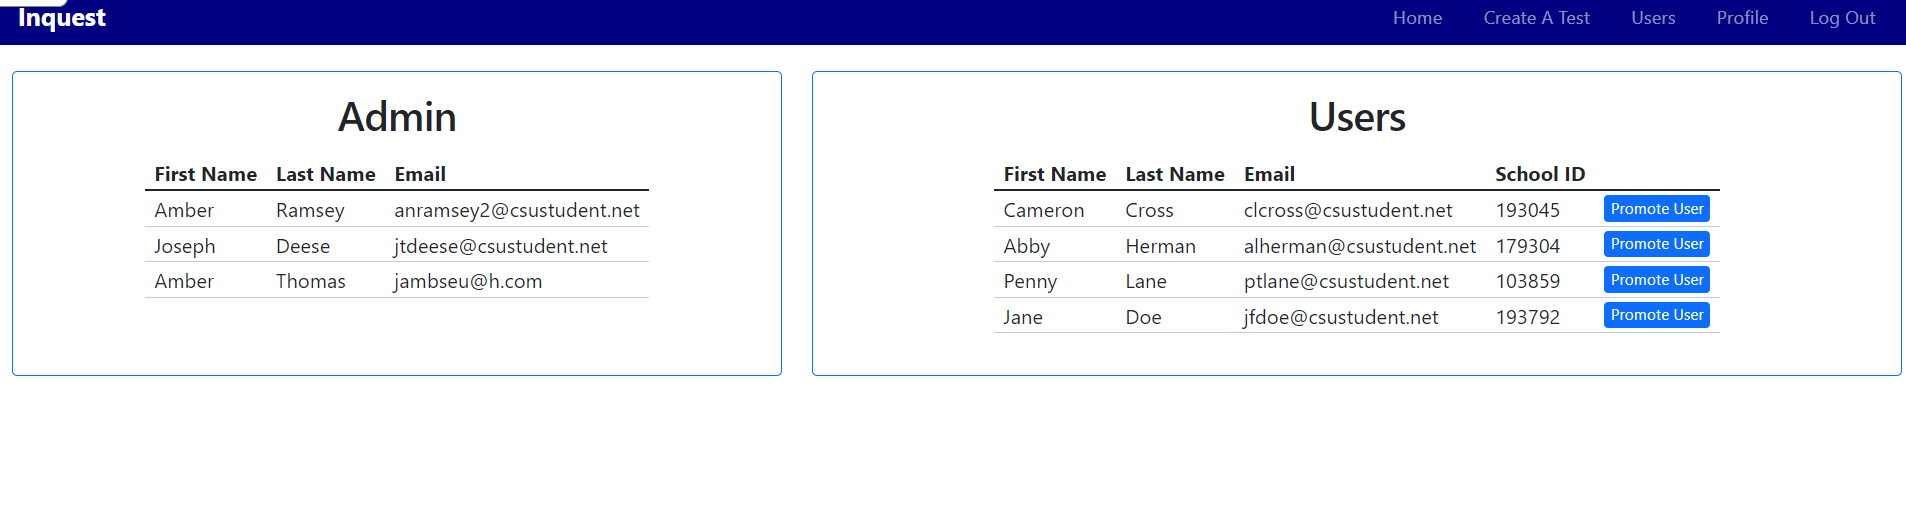 Inquest Home Create A Test Users Profile Log Out
Admin
First Name Last Name Email
Amber Ramsey anramsey2@csustudent.net
Joseph Deese jtdeese@csustudent.net
Amber Thomas jambseu@h.com
Users
First Name Last Name Email School ID
Cameron Cross clcross@csustudent.net 193045 Promote User
Abby Herman alherman@csustudent.net 179304 Promote User
Penny Lane ptlane@csustudent.net 103859 Promote User
Jane Doe jfdoe@csustudent.net 193792 Promote User